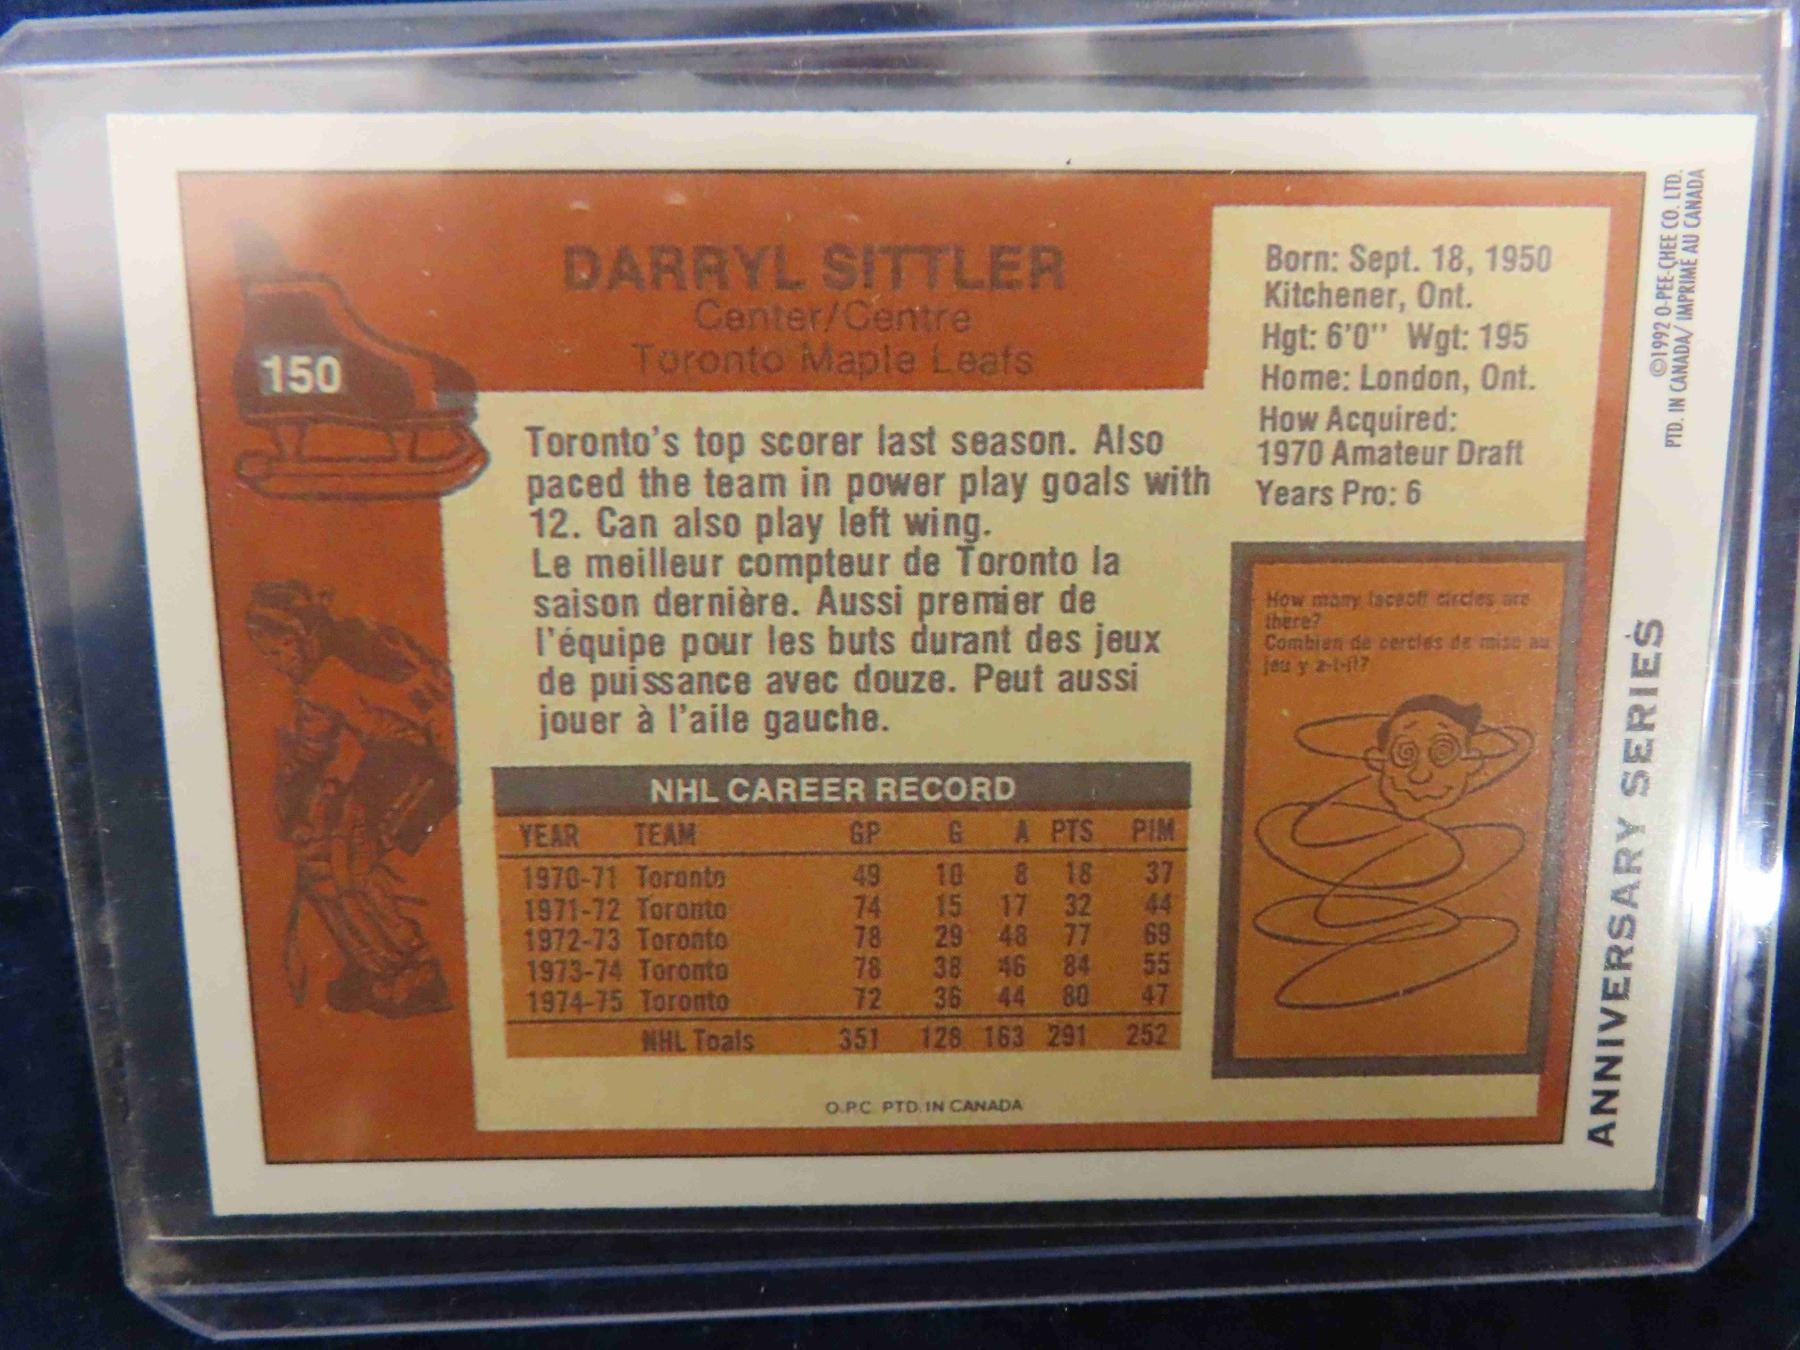 150
DARRYL SITTLER
Center/Centre
Toronto Maple Leafs
Born: Sept. 18, 1950
Kitchener, Ont.
Hgt: 6'0" Wgt: 195
Home: London, Ont.
How Acquired:
1970 Amateur Draft
Years Pro: 6
Toronto's top scorer last season. Also
paced the team in power play goals with
12. Can also play left wing.
Le meilleur compteur de Toronto la
saison dernière. Aussi premier de
l'équipe pour les buts durant des jeux
de puissance avec douze. Peut aussi
jouer à l'aile gauche.
How many faceoff circles are
there?
Combien de cercles de mise au
jeu y a-t-il?
NHL CAREER RECORD
YEAR TEAM GP G A PTS PIM
1970-71 Toronto 49 10 8 18 37
1971-72 Toronto 74 15 17 32 44
1972-73 Toronto 78 29 48 77 69
1973-74 Toronto 78 38 46 84 55
1974-75 Toronto 72 36 44 80 47
NHL Toals 351 128 163 291 252
O.P.C. PTD. IN CANADA
©1992 O-PEE-CHEE CO. LTD.
PTD. IN CANADA/ IMPRIME AU CANADA
ANNIVERSARY SERIES